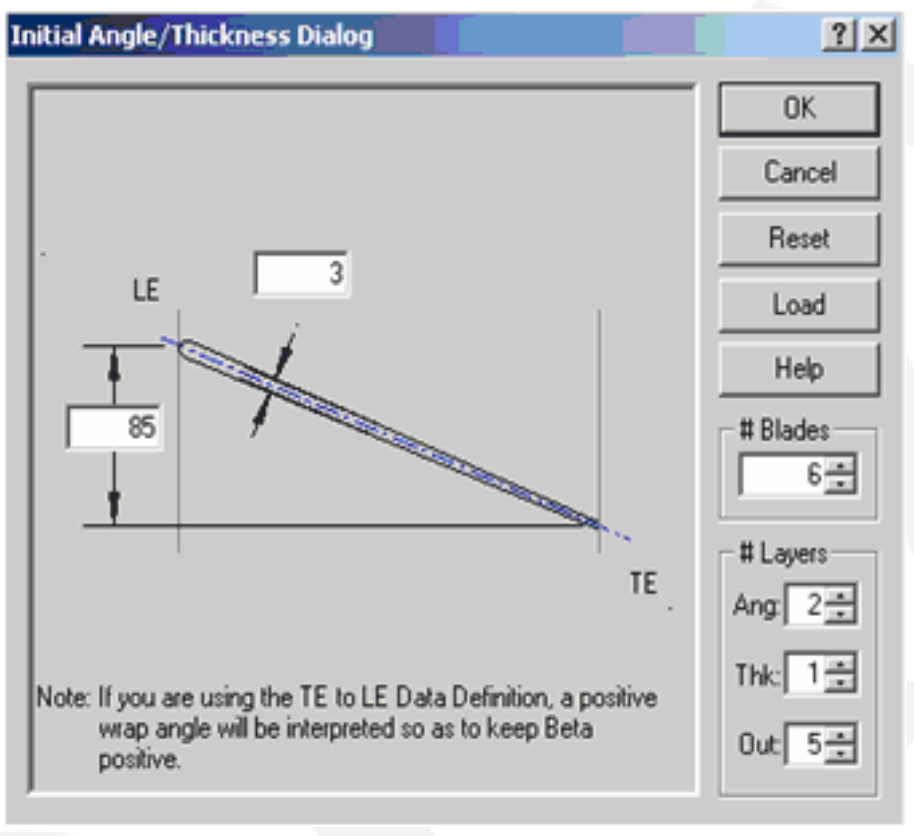 Initial Angle/Thickness Dialog
?
×
OK
Cancel
Reset
Load
Help
3
LE
85
TE
# Blades
6
# Layers
Ang: 2
Thk: 1
Out: 5
Note: If you are using the TE to LE Data Definition, a positive
wrap angle will be interpreted so as to keep Beta
positive.